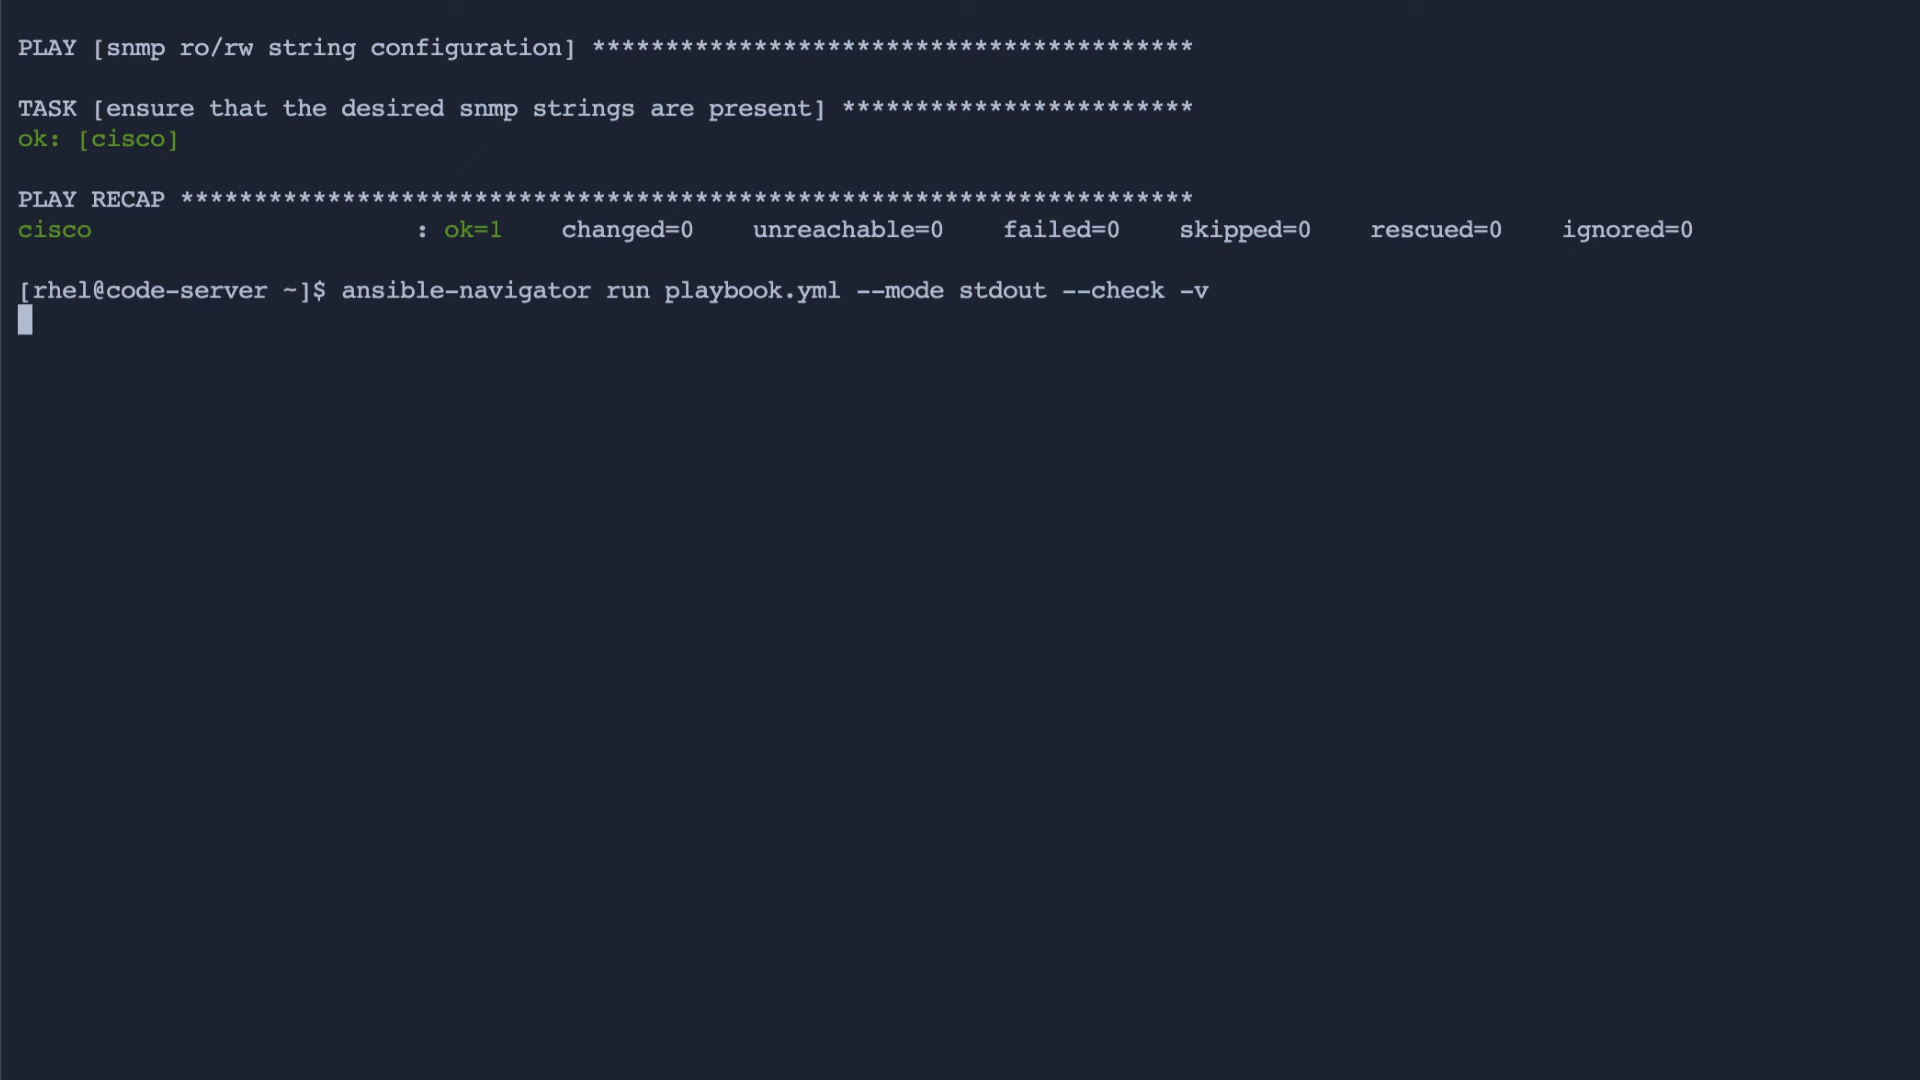 PLAY [snmp ro/rw string configuration] *****************************************
TASK [ensure that the desired snmp strings are present] ************************
ok: [cisco]
PLAY RECAP *********************************************************************
cisco : ok=1 changed=0 unreachable=0 failed=0 skipped=0 rescued=0 ignored=0
[rhel@code-server ~]$ ansible-navigator run playbook.yml --mode stdout --check -v